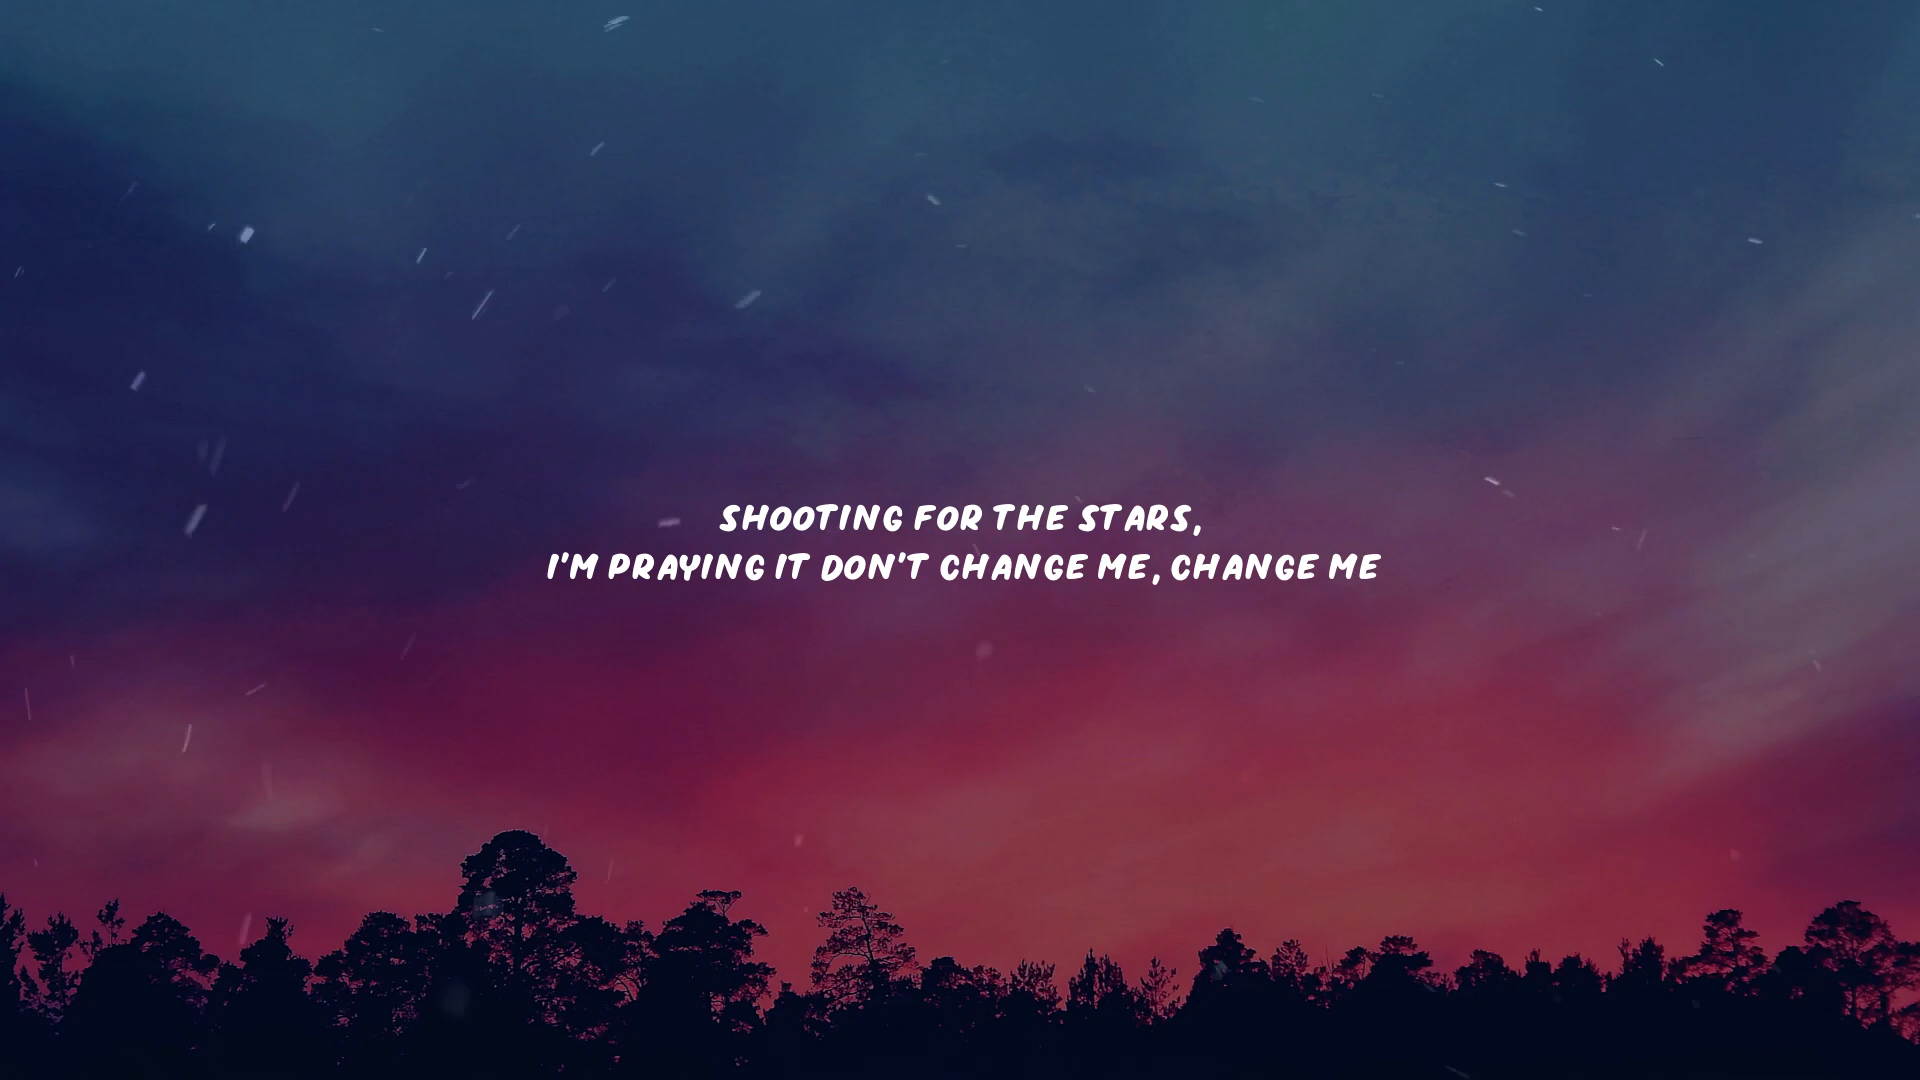 SHOOTING FOR THE STARS,
I'M PRAYING IT DON'T CHANGE ME, CHANGE ME